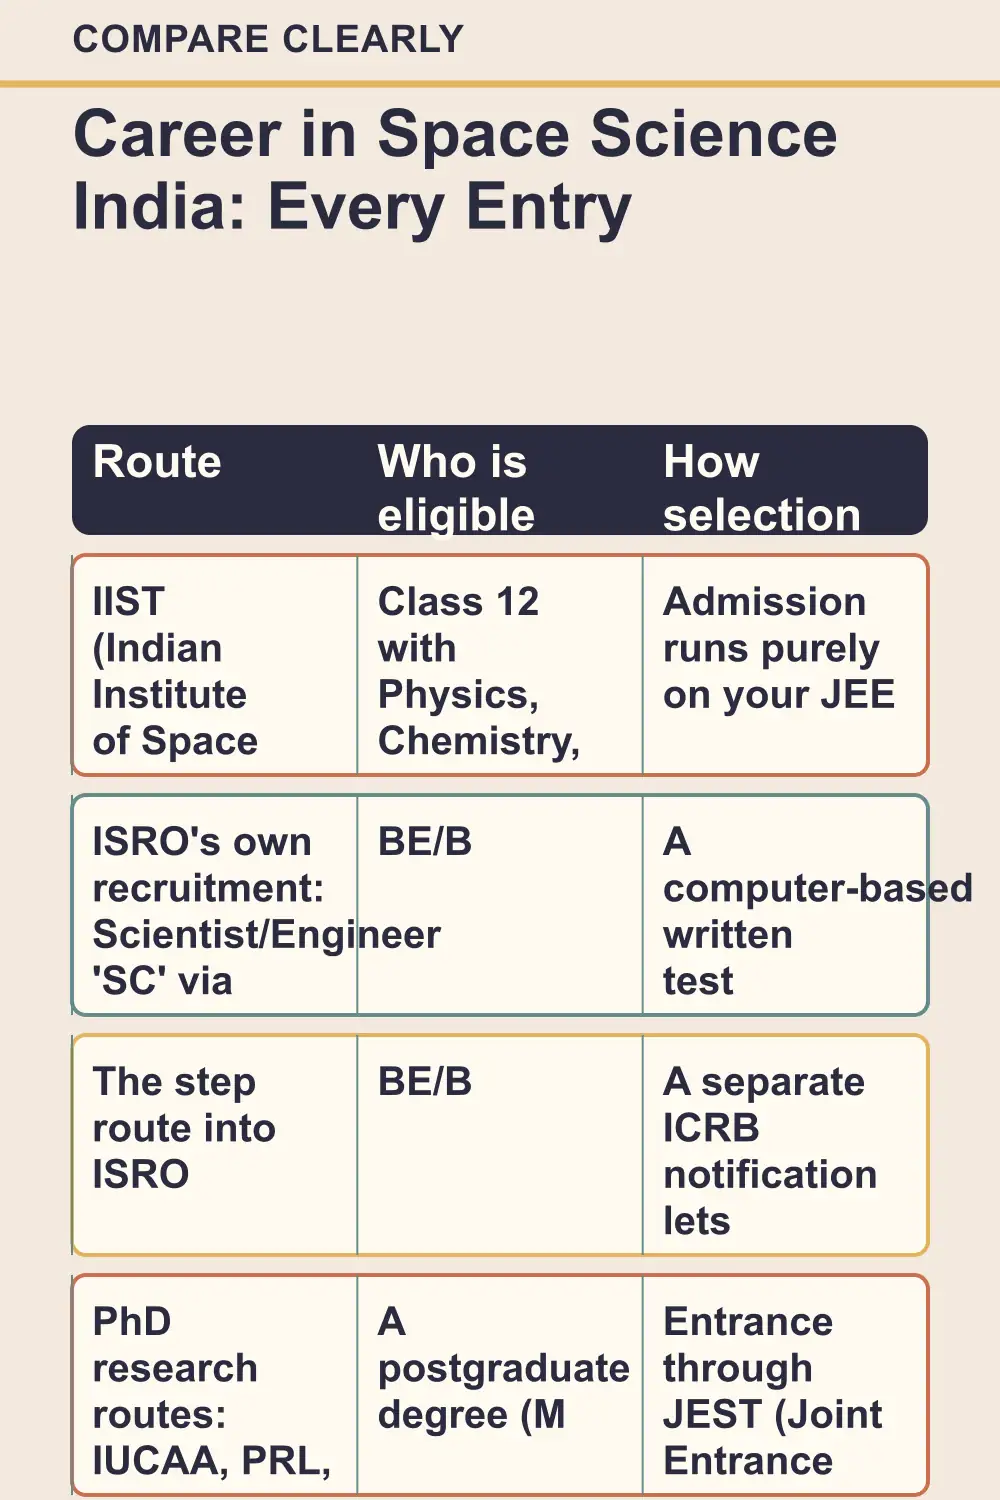 COMPARE CLEARLY
Career in Space Science
India: Every Entry
Route
Who is
eligible
How
selection
IIST
(Indian
Institute
of Space
Class 12
with
Physics,
Chemistry,
Admission
runs purely
on your JEE
ISRO's own
recruitment:
Scientist/Engineer
'SC' via
BE/B
A
computer-based
written
test
The step
route into
ISRO
BE/B
A separate
ICRB
notification
lets
PhD
research
routes:
IUCAA, PRL,
A
postgraduate
degree (M
Entrance
through
JEST (Joint
Entrance